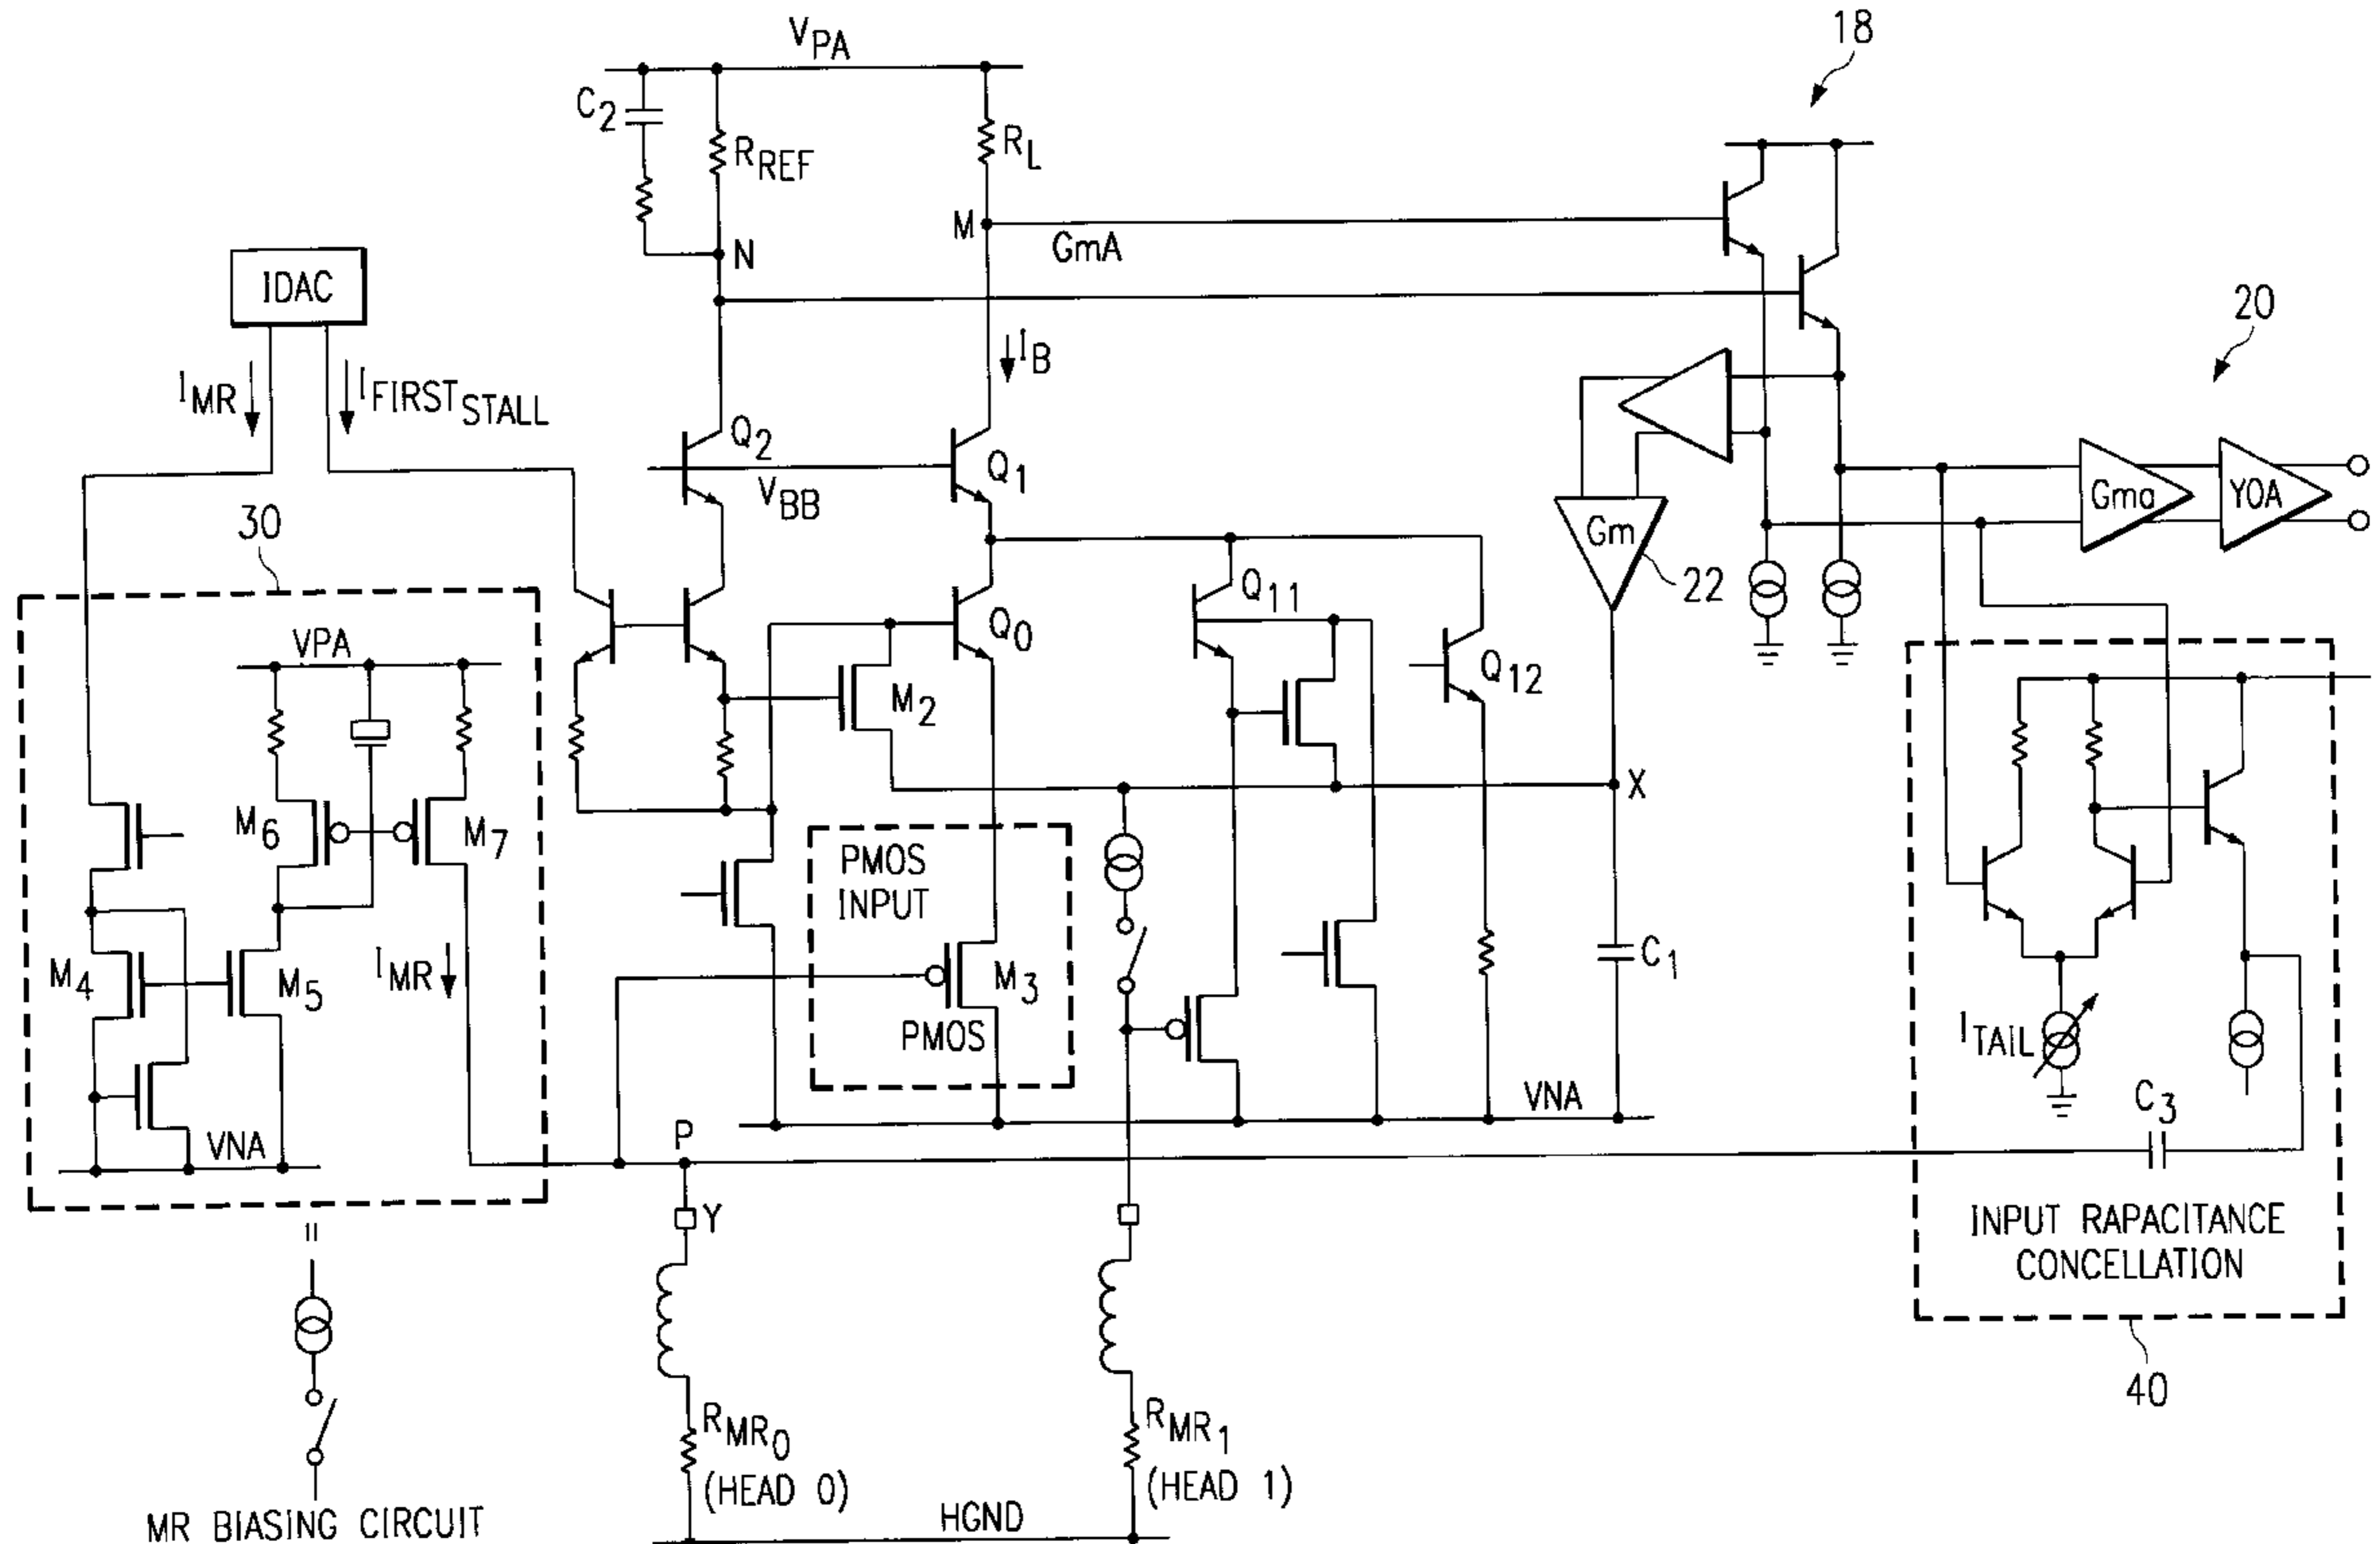 18
VPA
C2
RREF
RL
M
GmA
N
IDAC
20
IB
IMR
IFIRSTSTALL
Q2
Q1
VBB
Gma
YOA
30
Gm
22
Q11
Q0
VPA
Q12
M2
X
M6
M7
PMOS
INPUT
C1
M4
M5
IMR
M3
PMOS
ITAIL
VNA
C3
P
VNA
Y
INPUT RAPACITANCE
CONCELLATION
=
40
RMR0
(HEAD 0)
RMR1
(HEAD 1)
HGND
MR BIASING CIRCUIT